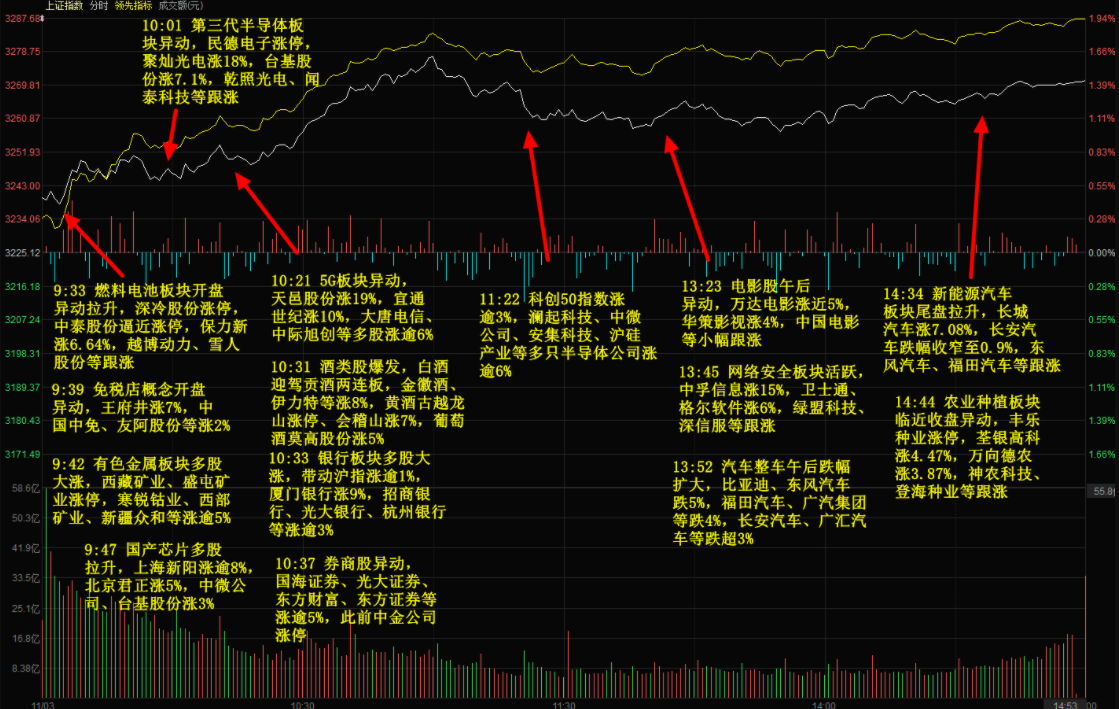 上证指数 分时 领先指标 成交额(元)
3287.68
3278.75
3269.81
3260.87
3251.93
3243.00
3234.06
3225.12
3216.18
3207.24
3198.31
3189.37
3180.43
3171.49
58.6亿
50.3亿
41.9亿
33.5亿
25.1亿
16.8亿
8.38亿
1.94%
1.66%
1.39%
1.11%
0.83%
0.55%
0.28%
0.00%
0.28%
0.55%
0.83%
1.11%
1.39%
1.66%
55.8
10:01 第三代半导体板
块异动，民德电子涨停，
聚灿光电涨18%，台基股
份涨7.1%，乾照光电、闻
泰科技等跟涨
9:33 燃料电池板块开盘
异动拉升，深冷股份涨停，
中泰股份逼近涨停，保力新
涨6.64%，越博动力、雪人
股份等跟涨
9:39 免税店概念开盘
异动，王府井涨7%，中
国中免、友阿股份等涨2%
9:42 有色金属板块多股
大涨，西藏矿业、盛屯矿
业涨停，寒锐钴业、西部
矿业、新疆众和等涨逾5%
9:47 国产芯片多股
拉升，上海新阳涨逾8%，
北京君正涨5%，中微公
司、台基股份涨3%
10:21 5G板块异动，
天邑股份涨19%，宜通
世纪涨10%，大唐电信、
中际旭创等多股涨逾6%
10:31 酒类股爆发，白酒
迎驾贡酒两连板，金徽酒、
伊力特等涨8%，黄酒古越龙
山涨停、会稽山涨7%，葡萄
酒莫高股份涨5%
10:33 银行板块多股大
涨，带动沪指涨逾1%，
厦门银行涨9%，招商银
行、光大银行、杭州银行
等涨逾3%
10:37 券商股异动，
国海证券、光大证券、
东方财富、东方证券等
涨逾5%，此前中金公司
涨停
11:22 科创50指数涨
逾3%，澜起科技、中微
公司、安集科技、沪硅
产业等多只半导体公司涨
逾6%
13:23 电影股午后
异动，万达电影涨近5%，
华策影视涨4%，中国电影
等小幅跟涨
13:45 网络安全板块活跃，
中孚信息涨15%，卫士通、
格尔软件涨6%，绿盟科技、
深信服等跟涨
13:52 汽车整车午后跌幅
扩大，比亚迪、东风汽车
跌5%，福田汽车、广汽集团
等跌4%，长安汽车、广汇汽
车等跌超3%
14:34 新能源汽车
板块尾盘拉升，长城
汽车涨7.08%，长安汽
车跌幅收窄至0.9%，东
风汽车、福田汽车等跟涨
14:44 农业种植板块
临近收盘异动，丰乐
种业涨停，荃银高科
涨4.47%，万向德农
涨3.87%，神农科技、
登海种业等跟涨
11/03
10:30
11:30
14:00
14:53